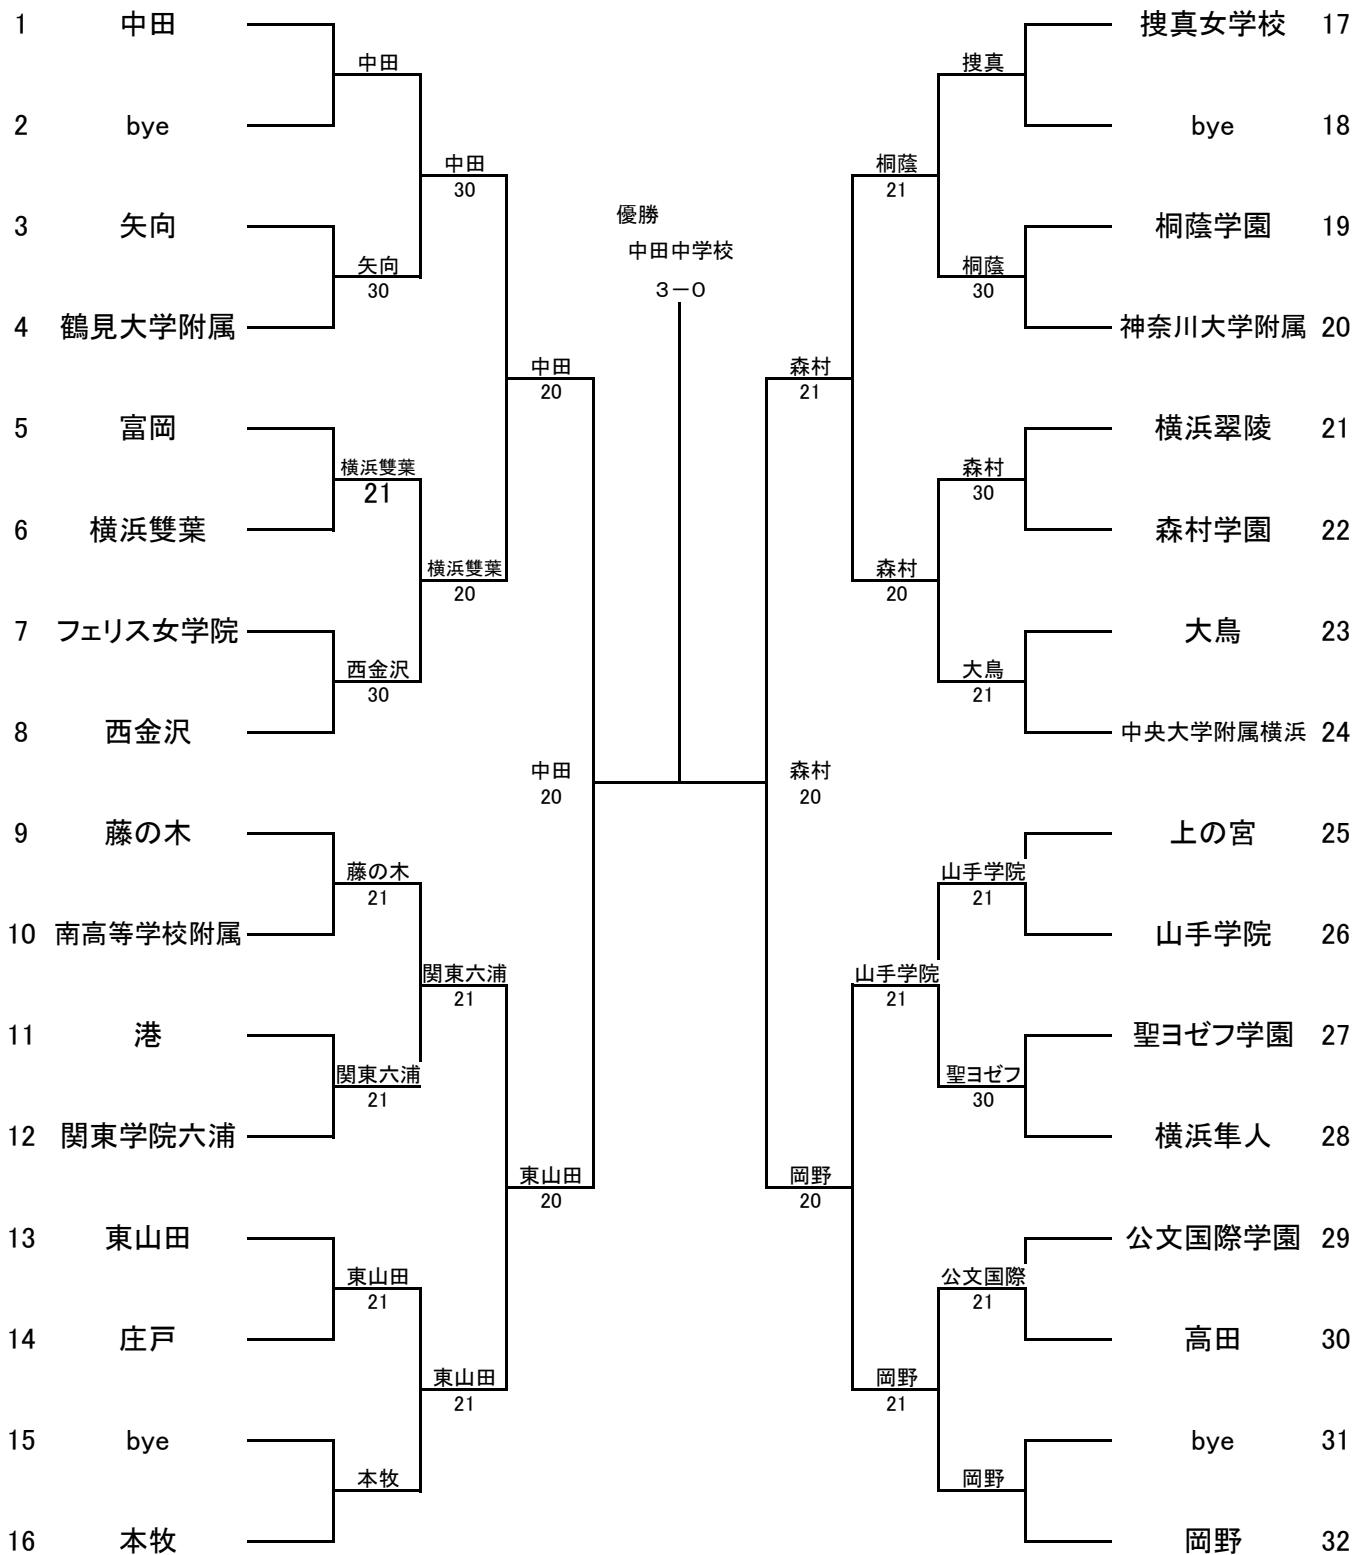 1 中田
捜真女学校 17
中田
捜真
2 bye
bye 18
中田
30
桐蔭
21
優勝
中田中学校
3－0
3 矢向
桐蔭学園 19
矢向
30
桐蔭
30
4 鶴見大学附属
神奈川大学附属 20
中田
20
森村
21
5 富岡
横浜翠陵 21
横浜雙葉
21
森村
30
6 横浜雙葉
森村学園 22
横浜雙葉
20
森村
20
7 フェリス女学院
大鳥 23
西金沢
30
大鳥
21
8 西金沢
中央大学附属横浜 24
中田
20
森村
20
9 藤の木
上の宮 25
藤の木
21
山手学院
21
10 南高等学校附属
山手学院 26
関東六浦
21
山手学院
21
11 港
聖ヨゼフ学園 27
関東六浦
21
聖ヨゼフ
30
12 関東学院六浦
横浜隼人 28
東山田
20
岡野
20
13 東山田
公文国際学園 29
東山田
21
公文国際
21
14 庄戸
高田 30
東山田
21
岡野
21
15 bye
bye 31
本牧
岡野
16 本牧
岡野 32